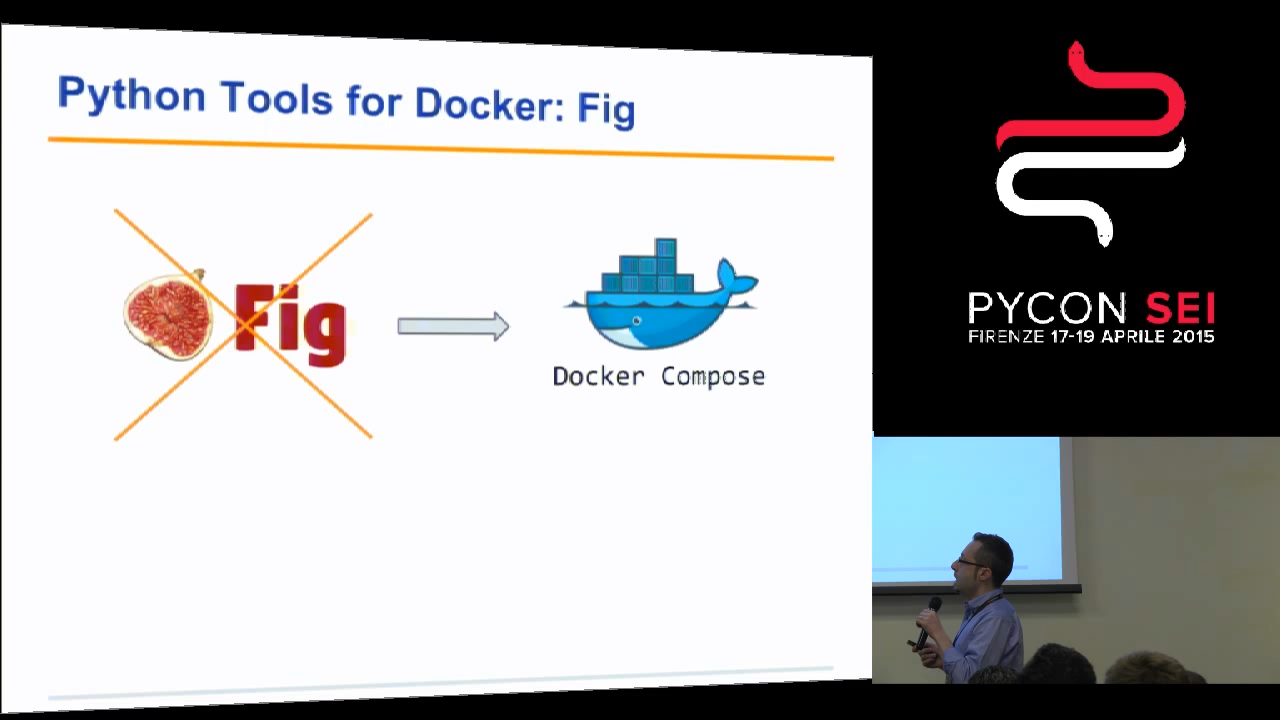 Python Tools for Docker: Fig
Fig
Docker Compose
PYCON SEI
FIRENZE 17-19 APRILE 2015